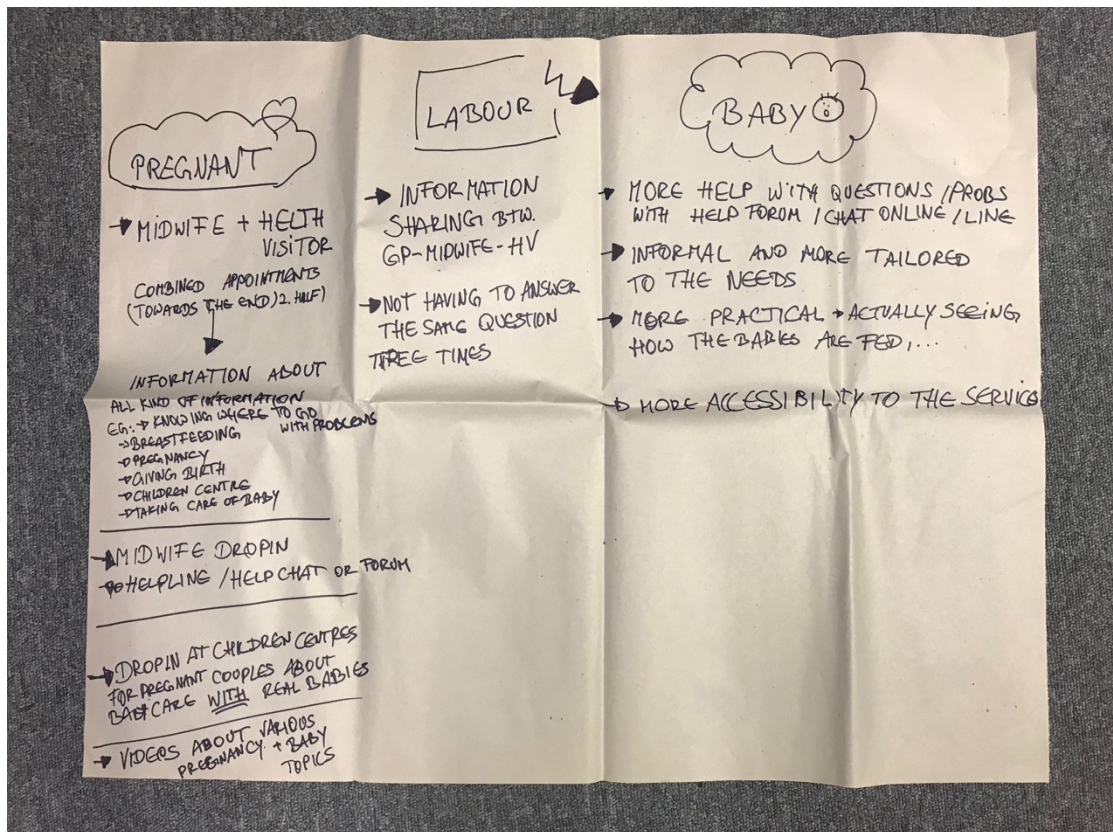 PREGNANT
→ MIDWIFE + HELTH
VISITOR
COMBINED APPOINTMENTS
(TOWARDS THE END) 2. HALF)
INFORMATION ABOUT
ALL KIND OF INFORMATION
EG: → KNOWING WHERE TO GO
WITH PROBLEMS
→ BREASTFEEDING
→ PREGNANCY
→ GIVING BIRTH
→ CHILDREN CENTRE
→ TAKING CARE OF BABY
→ MIDWIFE DROPIN
→ HELPLINE / HELP CHAT OR FORUM
→ DROPIN AT CHILDREN CENTRES
FOR PREGNANT COUPLES ABOUT
BABYCARE WITH REAL BABIES
→ VIDEOS ABOUT VARIOUS
PREGNANCY + BABY
TOPICS
LABOUR
→ INFORMATION
SHARING BTW.
GP-MIDWIFE-HV
→ NOT HAVING TO ANSWER
THE SAME QUESTION
TREE TIMES
BABY
→ MORE HELP WITH QUESTIONS / PROBS
WITH HELP FORUM / CHAT ONLINE / LINE
→ INFORMAL AND MORE TAILORED
TO THE NEEDS
→ MORE PRACTICAL → ACTUALLY SEEING
HOW THE BABIES ARE FED,...
→ MORE ACCESSIBILITY TO THE SERVICE